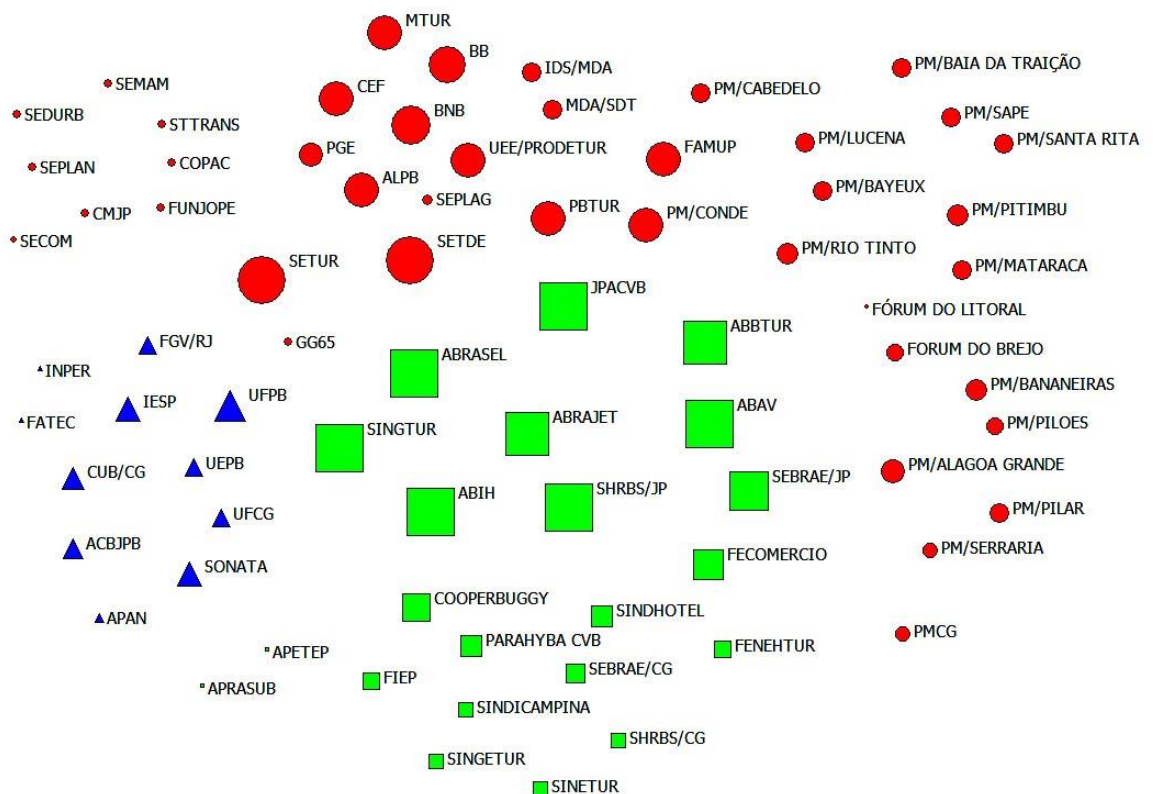 MTUR
BB
IDS/MDA
PM/BAIA DA TRAIÇÃO
SEMAM
CEF
MDA/SDT
PM/CABEDELO
SEDURB
STTRANS
BNB
PM/SAPE
PGE
UEE/PRODETUR
FAMUP
PM/LUCENA
PM/SANTA RITA
SEPLAN
COPAC
ALPB
PM/BAYEUX
SEPLAG
CMJP
FUNJOPE
PBTUR
PM/CONDE
PM/PITIMBU
SECOM
SETUR
SETDE
PM/RIO TINTO
PM/MATARACA
JPACVB
FÓRUM DO LITORAL
FGV/RJ
GG65
ABBTUR
FORUM DO BREJO
INPER
ABRASEL
PM/BANANEIRAS
IESP
UFPB
ABRAJET
ABAV
FATEC
SINGTUR
PM/PILOES
CUB/CG
UEPB
ABIH
SHRBS/JP
SEBRAE/JP
PM/ALAGOA GRANDE
UFCG
PM/PILAR
ACBJPB
SONATA
FECOMERCIO
PM/SERRARIA
APAN
COOPERBUGGY
SINDHOTEL
PMCG
APETEP
PARAHYBA CVB
FENEHTUR
APRASUB
FIEP
SEBRAE/CG
SINDICAMPINA
SHRBS/CG
SINGETUR
SINETUR